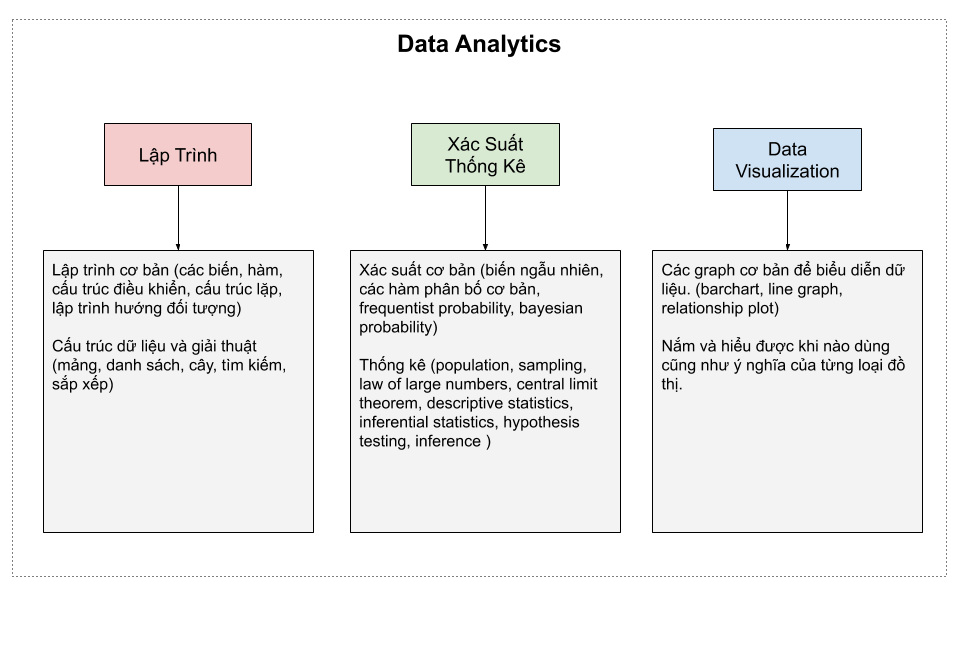 Data Analytics
Lập Trình
Xác Suất
Thống Kê
Data
Visualization
Lập trình cơ bản (các biến, hàm,
cấu trúc điều khiển, cấu trúc lặp,
lập trình hướng đối tượng)
Cấu trúc dữ liệu và giải thuật
(mảng, danh sách, cây, tìm kiếm,
sắp xếp)
Xác suất cơ bản (biến ngẫu nhiên,
các hàm phân bố cơ bản,
frequentist probability, bayesian
probability)
Thống kê (population, sampling,
law of large numbers, central limit
theorem, descriptive statistics,
inferential statistics, hypothesis
testing, inference )
Các graph cơ bản để biểu diễn dữ
liệu. (barchart, line graph,
relationship plot)
Nắm và hiểu được khi nào dùng
cũng như ý nghĩa của từng loại đồ
thị.